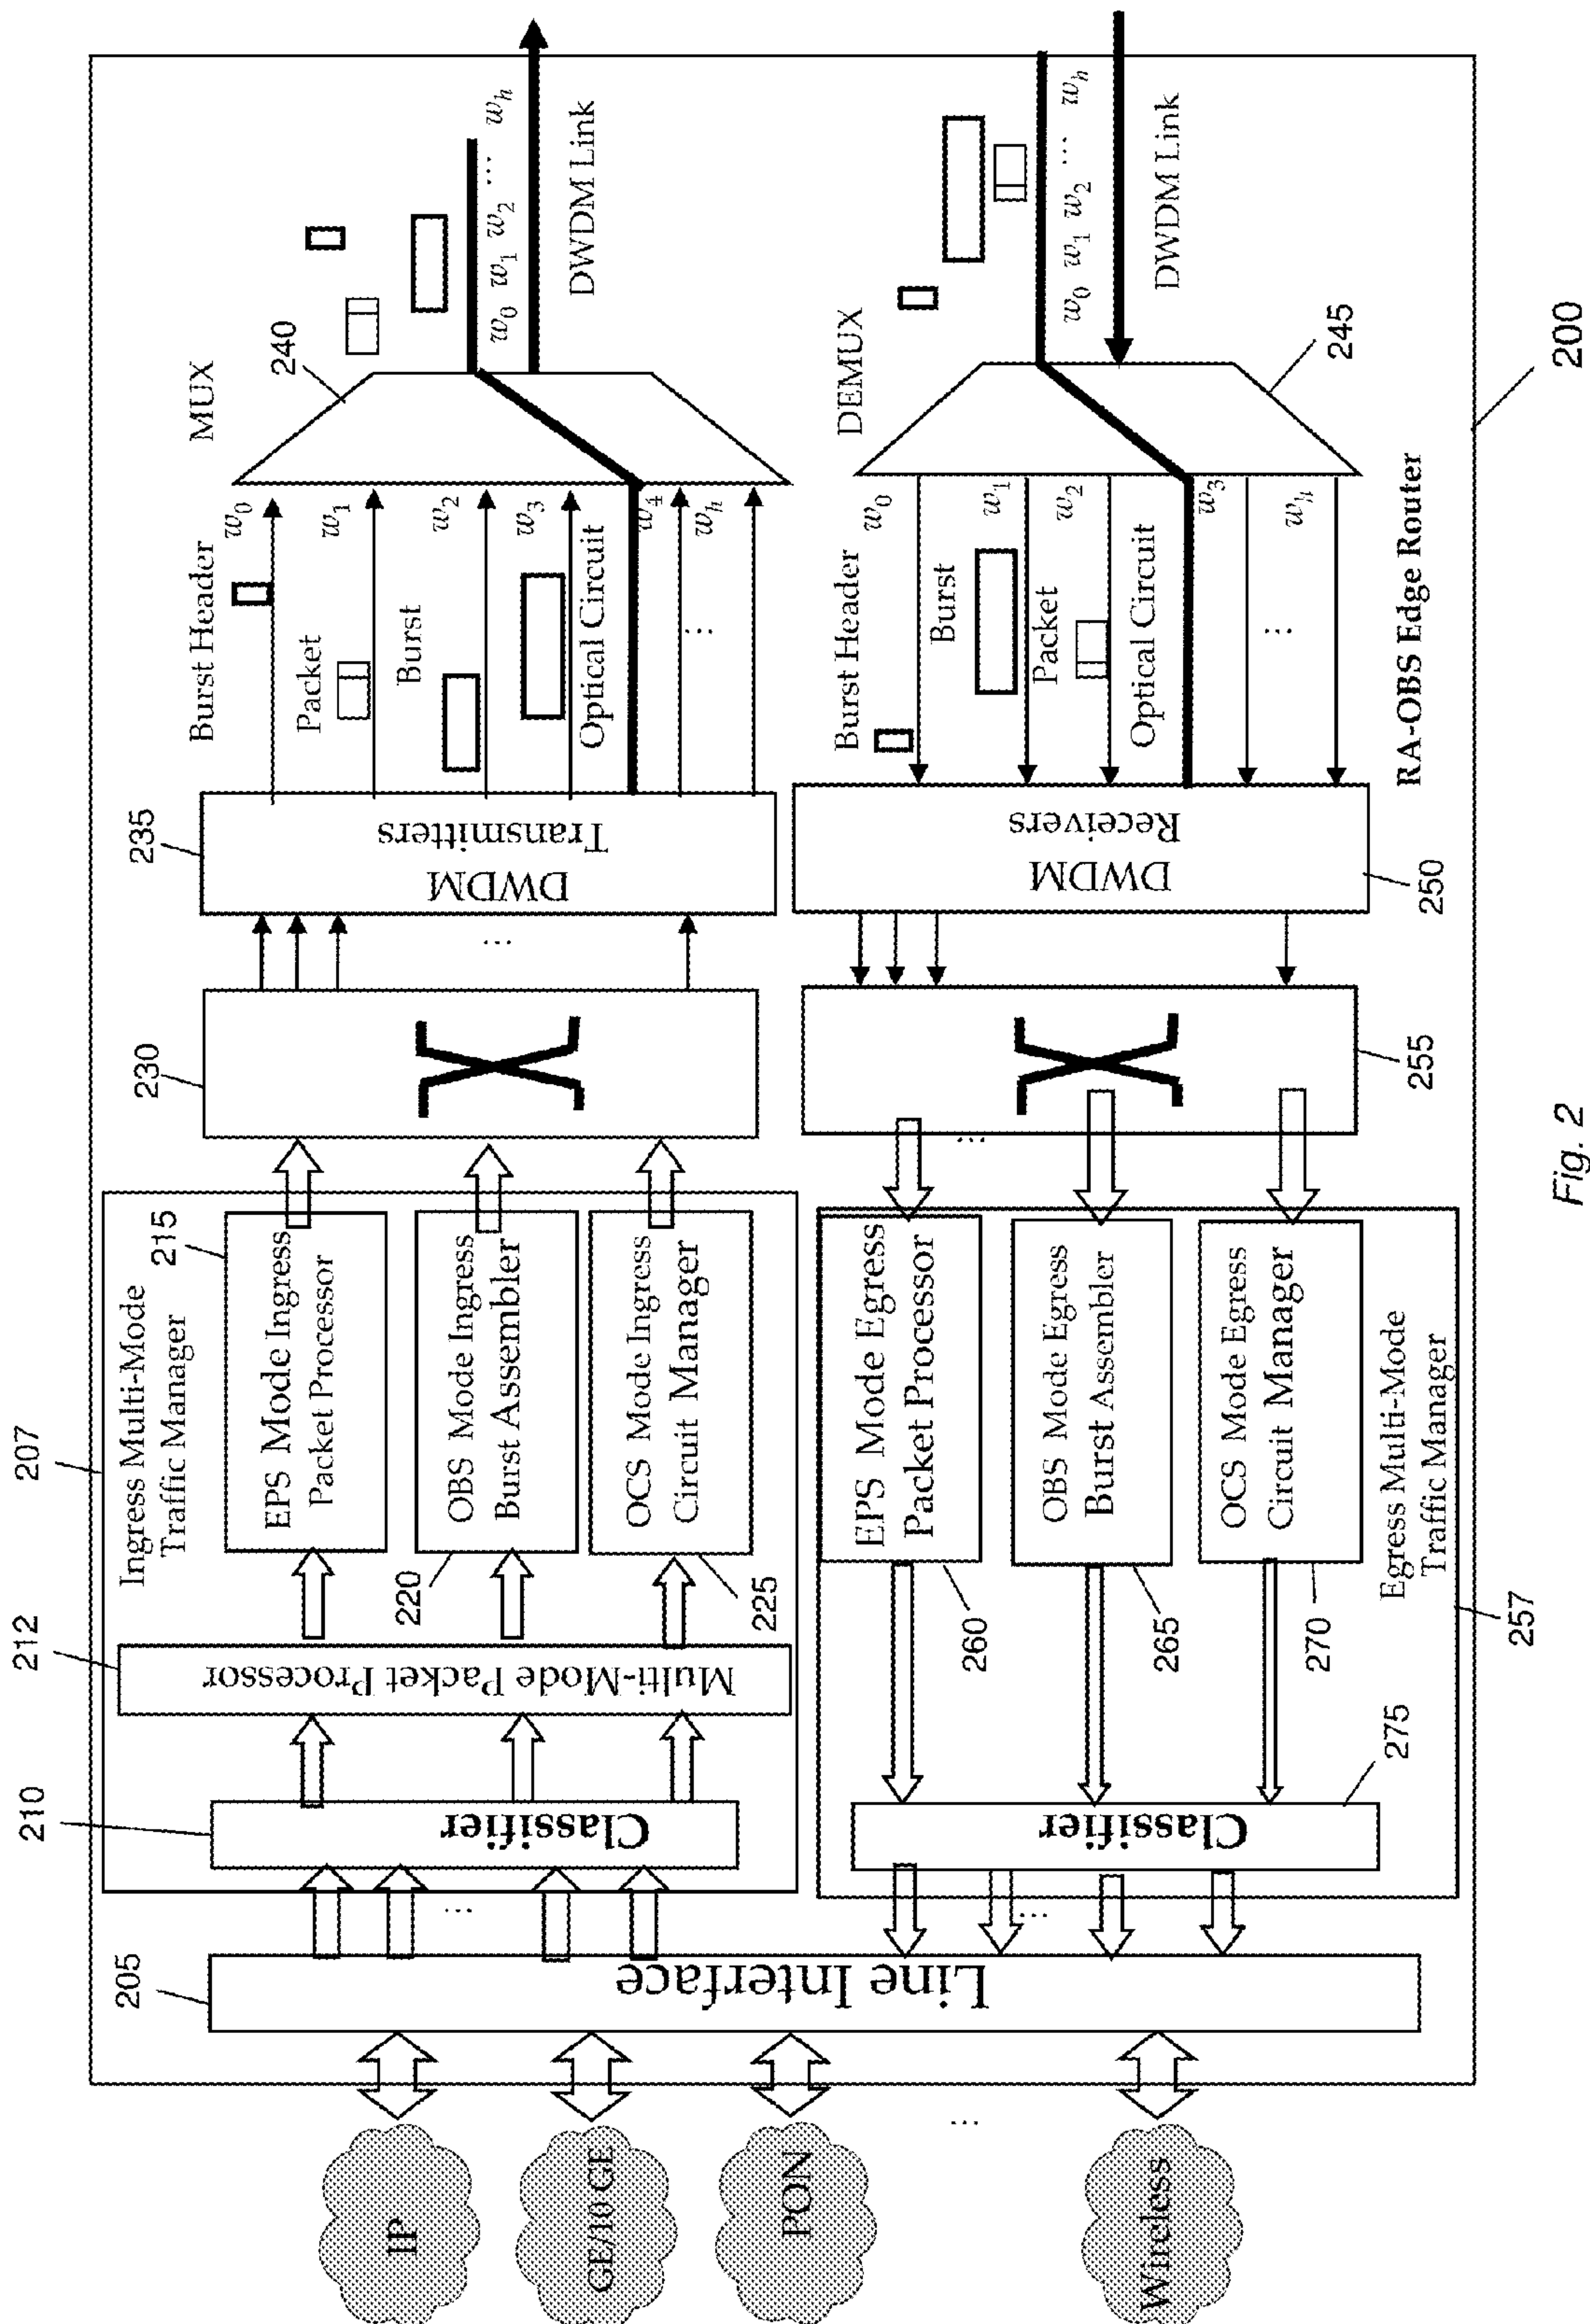 IP
GE/10 GE
PON
...
Wireless
205
Line Interface
...
...
207
Ingress Multi-Mode
Traffic Manager
210
Classifier
212
Multi-Mode Packet Processor
215
EPS Mode Ingress
Packet Processor
220
OBS Mode Ingress
Burst Assembler
225
OCS Mode Ingress
Circuit Manager
230
...
235
DWDM
Transmitters
Burst Header
w0
Packet
w1
Burst
w2
w3
Optical Circuit
w4
...
wh
MUX
240
w0 w1 w2 ... wh
DWDM Link
275
Classifier
260
EPS Mode Egress
Packet Processor
265
OBS Mode Egress
Burst Assembler
270
OCS Mode Egress
Circuit Manager
Egress Multi-Mode
Traffic Manager
257
...
255
250
DWDM
Receivers
Burst Header
w0
Burst
w1
Packet
w2
Optical Circuit
w3
...
wh
DEMUX
245
w0 w1 w2 ... wh
DWDM Link
RA-OBS Edge Router
200
Fig. 2